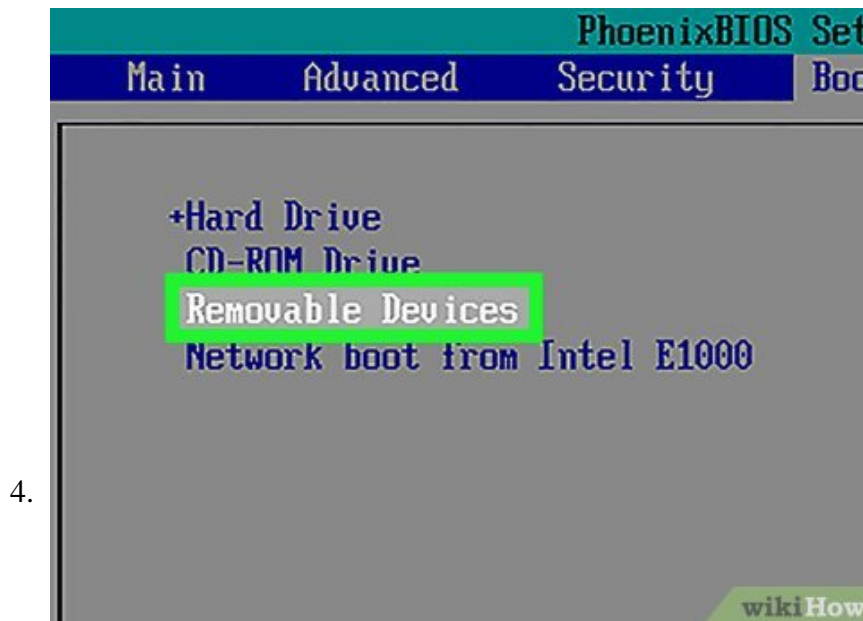 PhoenixBIOS Set
Main Advanced Security Boo
+Hard Drive
CD-ROM Drive
Removable Devices
Network boot from Intel E1000
4.
wikiHow